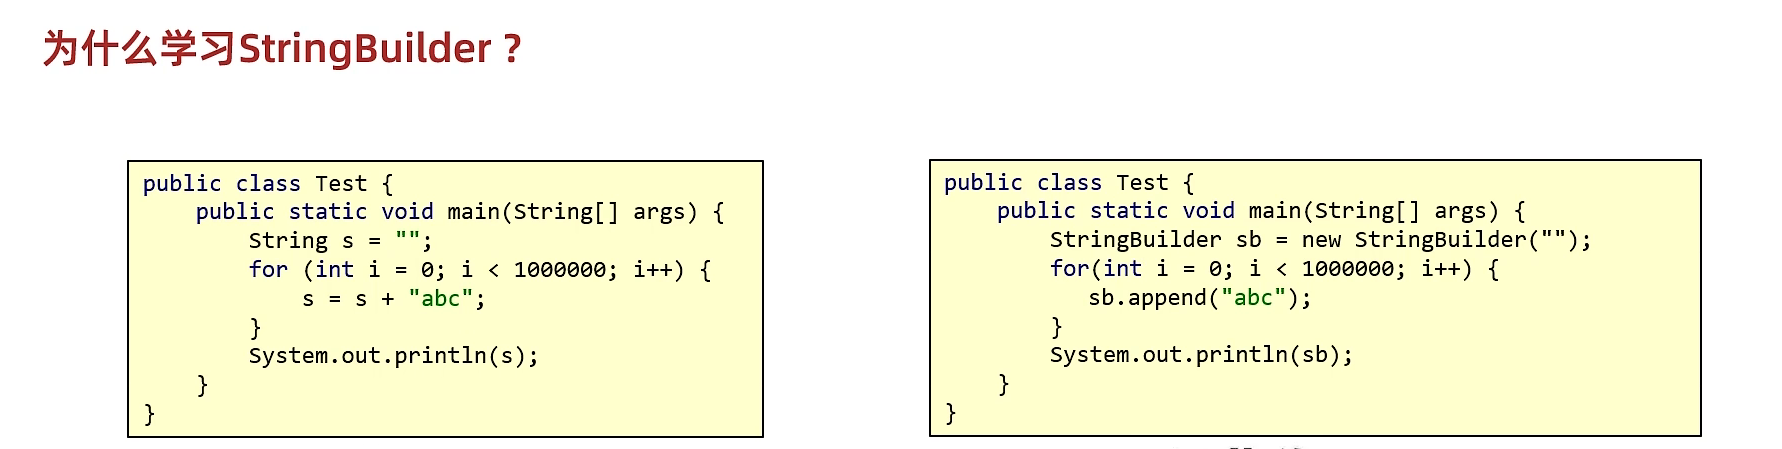 为什么学习StringBuilder？
public class Test {
    public static void main(String[] args) {
        String s = "";
        for (int i = 0; i < 1000000; i++) {
            s = s + "abc";
        }
        System.out.println(s);
    }
}
public class Test {
    public static void main(String[] args) {
        StringBuilder sb = new StringBuilder("");
        for(int i = 0; i < 1000000; i++) {
           sb.append("abc");
        }
        System.out.println(sb);
    }
}